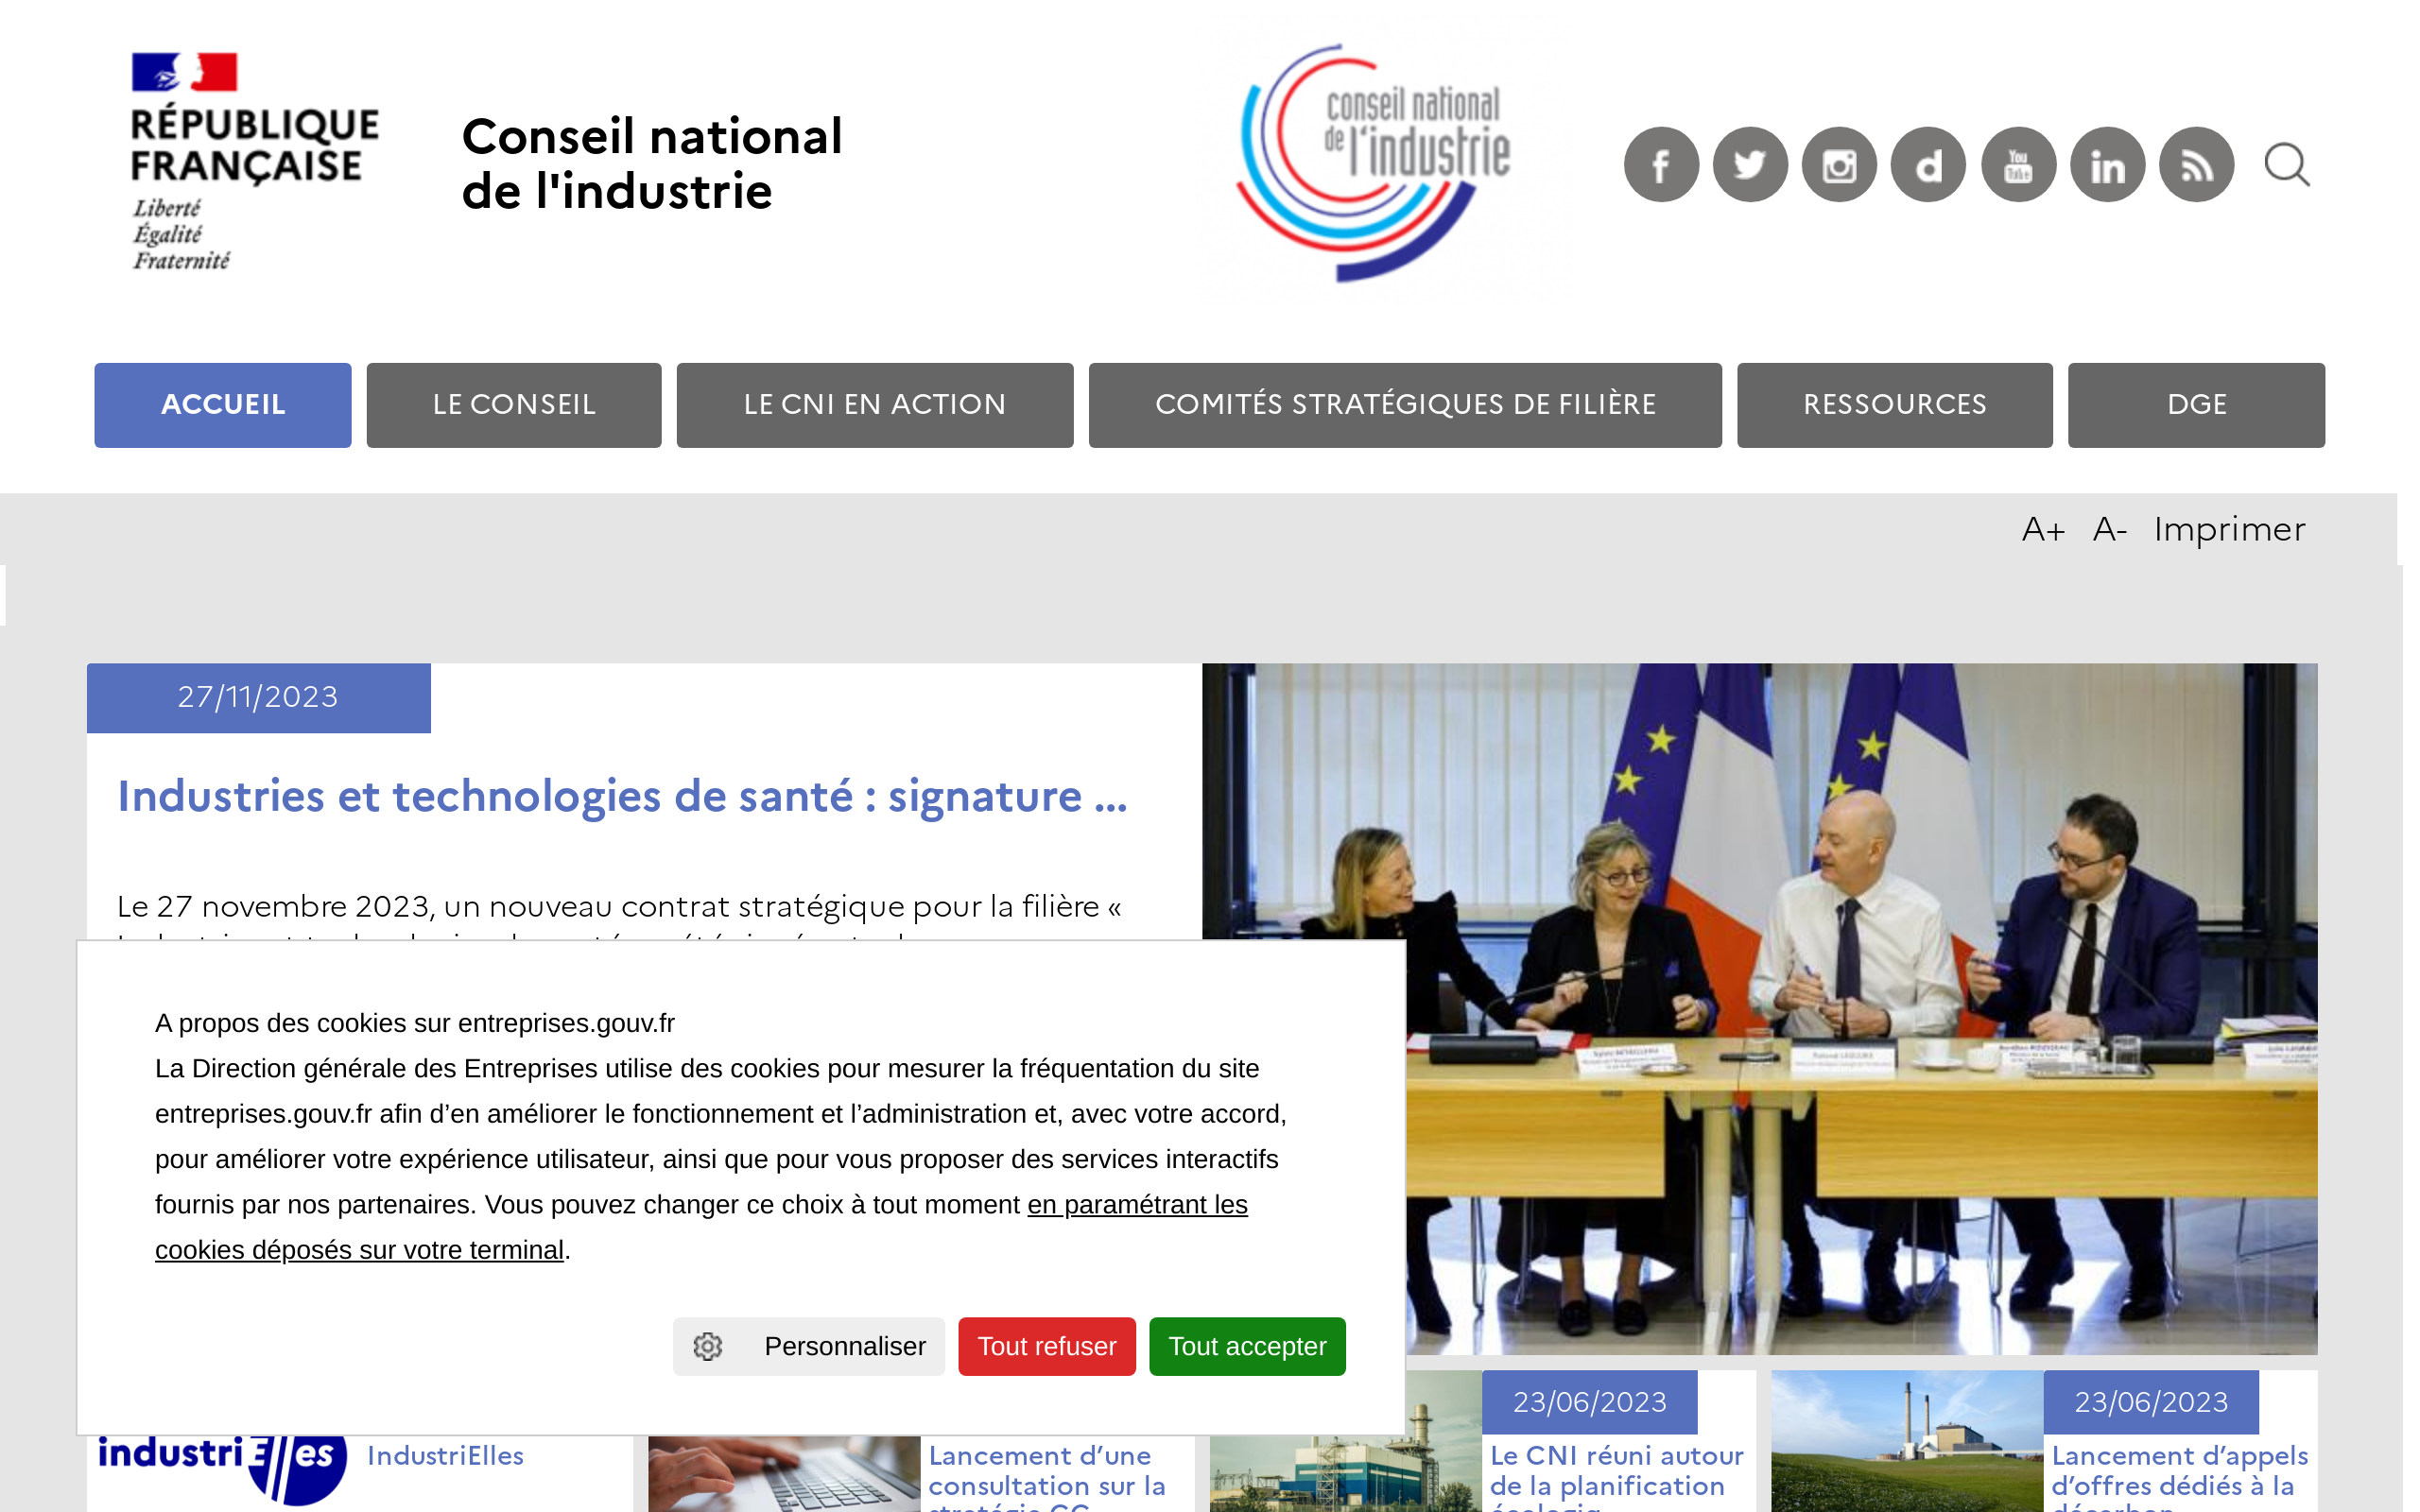 RÉPUBLIQUE
FRANÇAISE
Liberté
Égalité
Fraternité
Conseil national
de l'industrie
conseil national
de l'industrie
f
You
Tube
in
ACCUEIL
LE CONSEIL
LE CNI EN ACTION
COMITÉS STRATÉGIQUES DE FILIÈRE
RESSOURCES
DGE
A+ A- Imprimer
27/11/2023
Industries et technologies de santé : signature ...
Le 27 novembre 2023, un nouveau contrat stratégique pour la filière «
A propos des cookies sur entreprises.gouv.fr
La Direction générale des Entreprises utilise des cookies pour mesurer la fréquentation du site
entreprises.gouv.fr afin d’en améliorer le fonctionnement et l’administration et, avec votre accord,
pour améliorer votre expérience utilisateur, ainsi que pour vous proposer des services interactifs
fournis par nos partenaires. Vous pouvez changer ce choix à tout moment en paramétrant les
cookies déposés sur votre terminal.
Personnaliser
Tout refuser
Tout accepter
industriElles
IndustriElles
Lancement d’une
consultation sur la
23/06/2023
Le CNI réuni autour
de la planification
23/06/2023
Lancement d’appels
d’offres dédiés à la